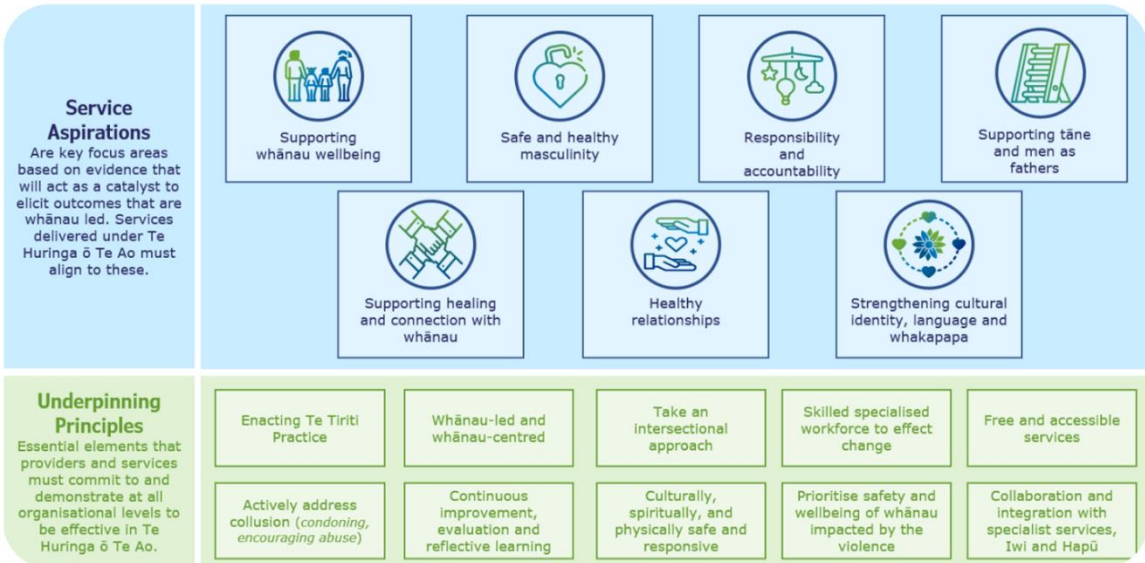 Service
Aspirations
Are key focus areas
based on evidence that
will act as a catalyst to
elicit outcomes that are
whānau led. Services
delivered under Te
Huringa ō Te Ao must
align to these.
Supporting
whānau wellbeing
Safe and healthy
masculinity
Responsibility
and
accountability
Supporting tāne
and men as
fathers
Supporting healing
and connection with
whānau
Healthy
relationships
Strengthening cultural
identity, language and
whakapapa
Underpinning
Principles
Essential elements that
providers and services
must commit to and
demonstrate at all
organisational levels to
be effective in Te
Huringa ō Te Ao.
Enacting Te Tiriti
Practice
Whānau-led and
whānau-centred
Take an
intersectional
approach
Skilled specialised
workforce to effect
change
Free and accessible
services
Actively address
collusion (condoning,
encouraging abuse)
Continuous
improvement,
evaluation and
reflective learning
Culturally,
spiritually, and
physically safe and
responsive
Prioritise safety and
wellbeing of whānau
impacted by the
violence
Collaboration and
integration with
specialist services,
Iwi and Hapū